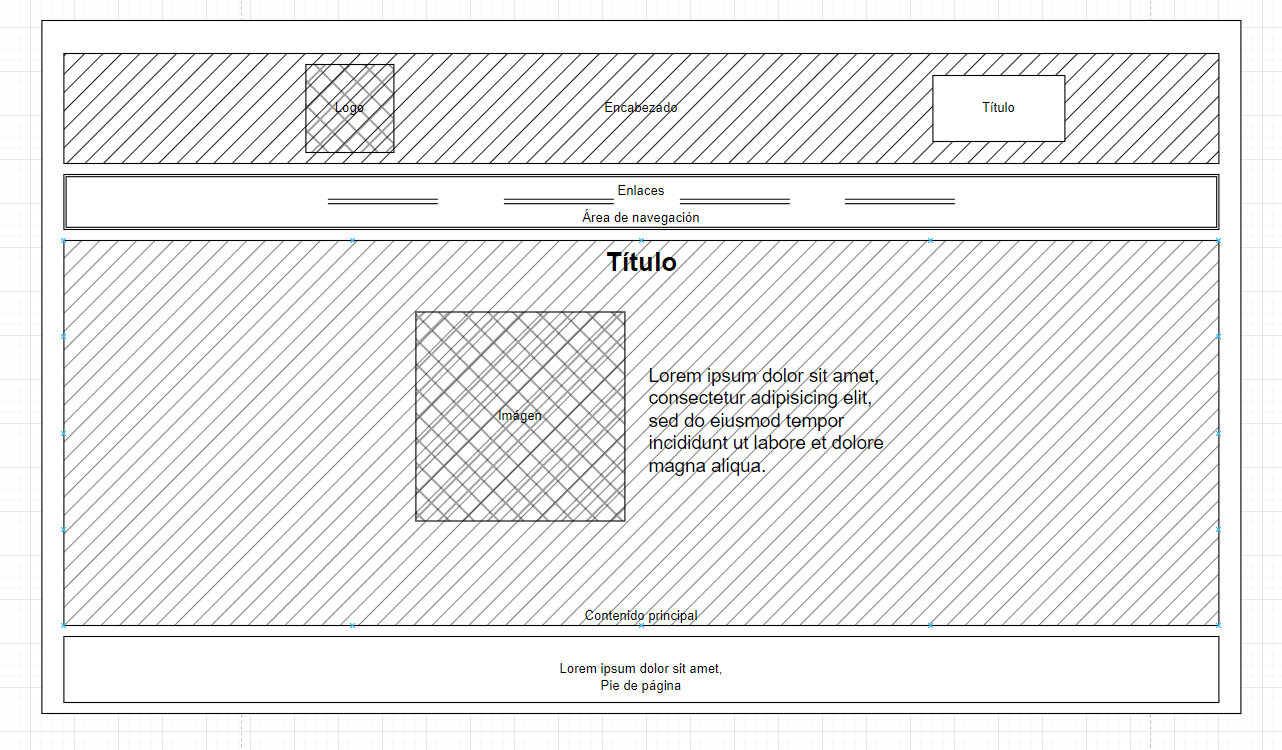 Logo
Encabezado
Título
Enlaces
Área de navegación
Título
Imágen
Lorem ipsum dolor sit amet,
consectetur adipisicing elit,
sed do eiusmod tempor
incididunt ut labore et dolore
magna aliqua.
Contenido principal
Lorem ipsum dolor sit amet,
Pie de página